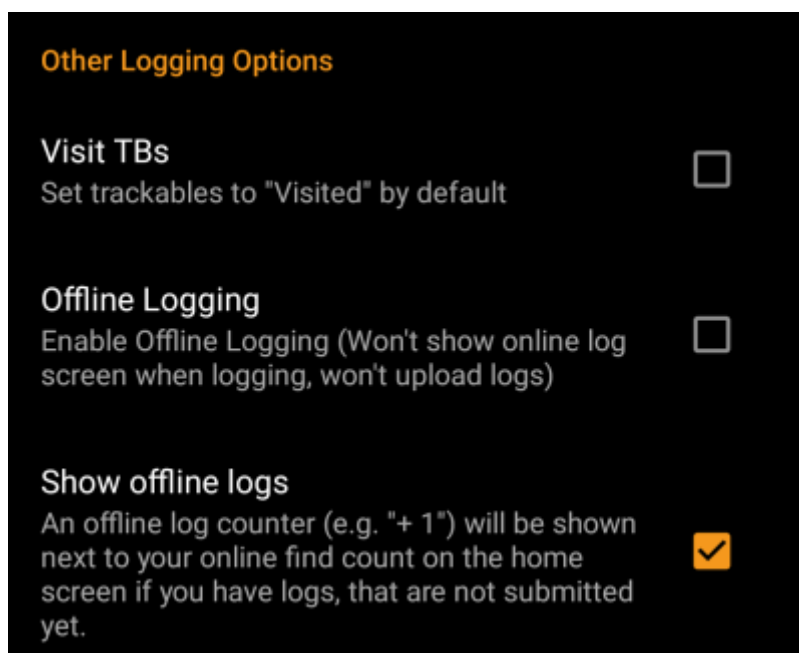 Other Logging Options
Visit TBs
Set trackables to "Visited" by default
Offline Logging
Enable Offline Logging (Won't show online log
screen when logging, won't upload logs)
Show offline logs
An offline log counter (e.g. "+ 1") will be shown
next to your online find count on the home
screen if you have logs, that are not submitted
yet.